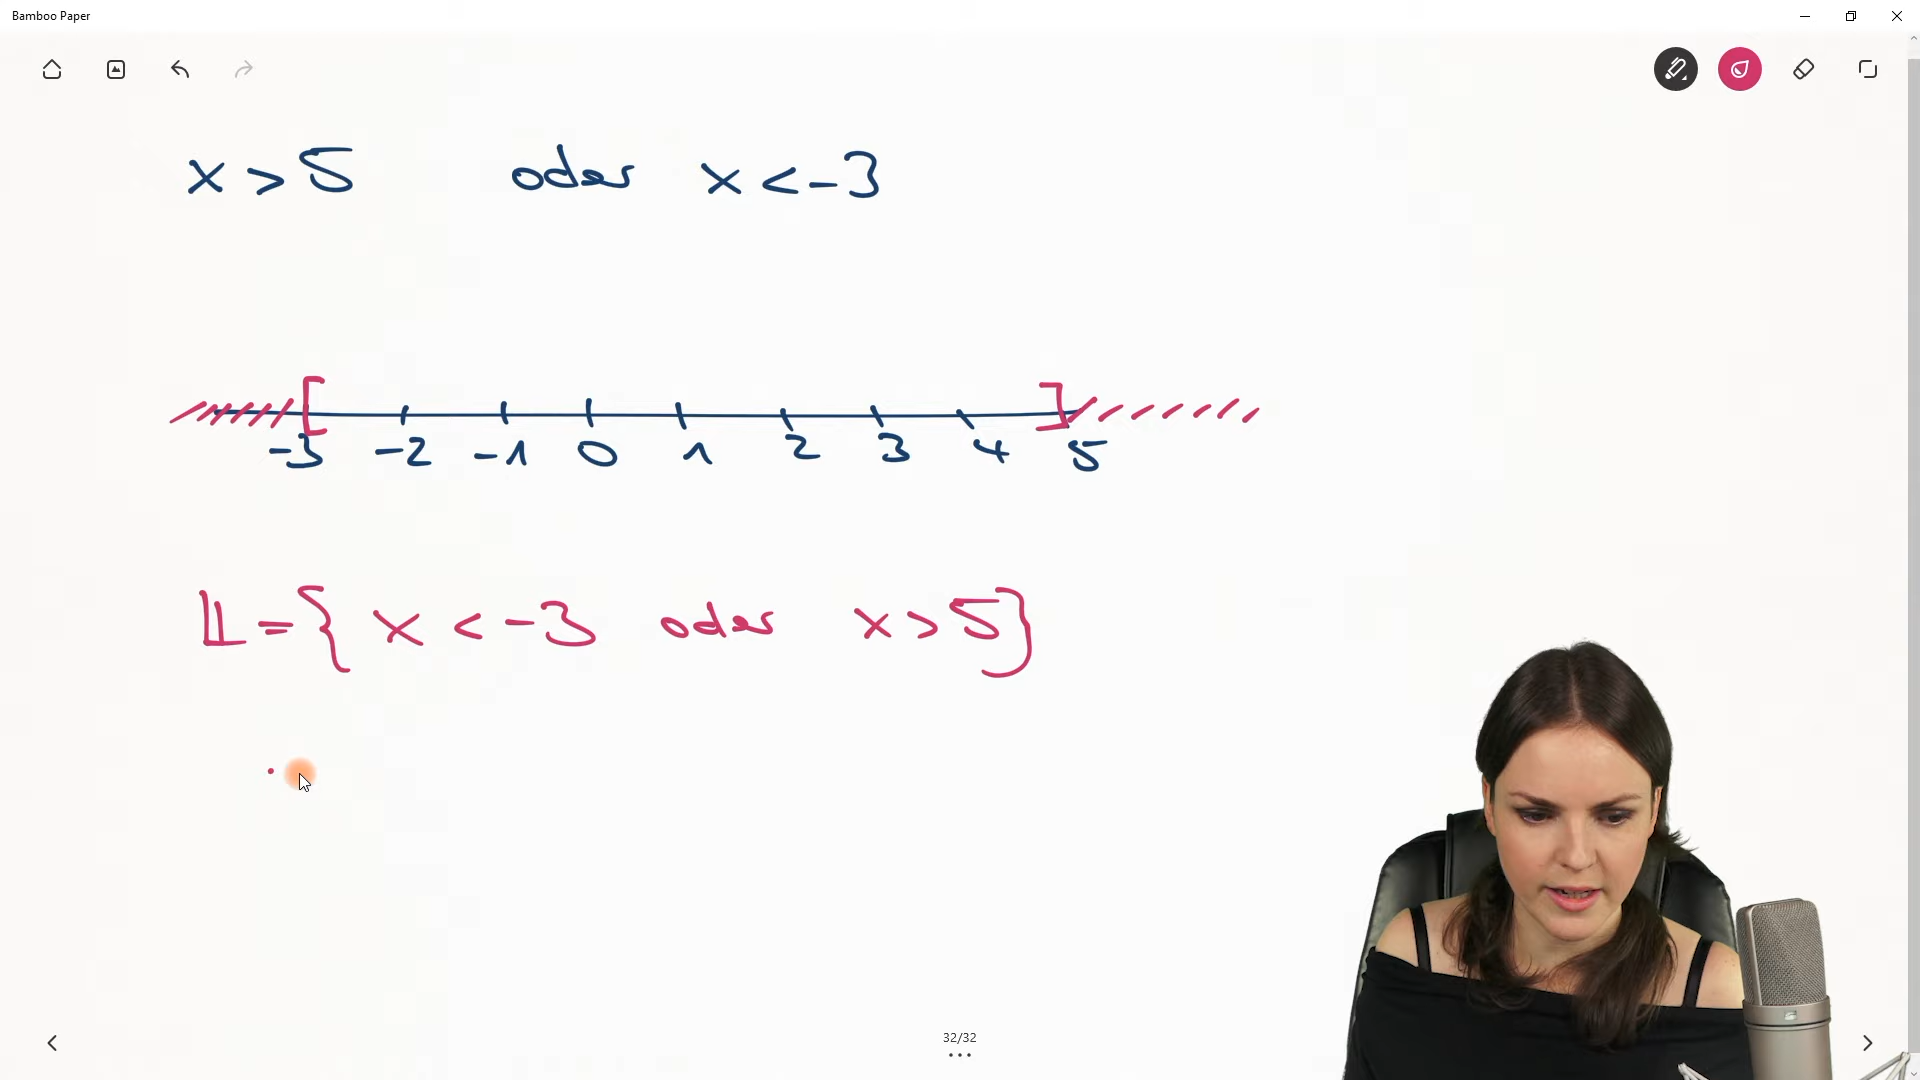 Bamboo Paper
x > 5 oder x < -3
-3 -2 -1 0 1 2 3 4 5
𝕃 = { x < -3 oder x > 5 }
32/32